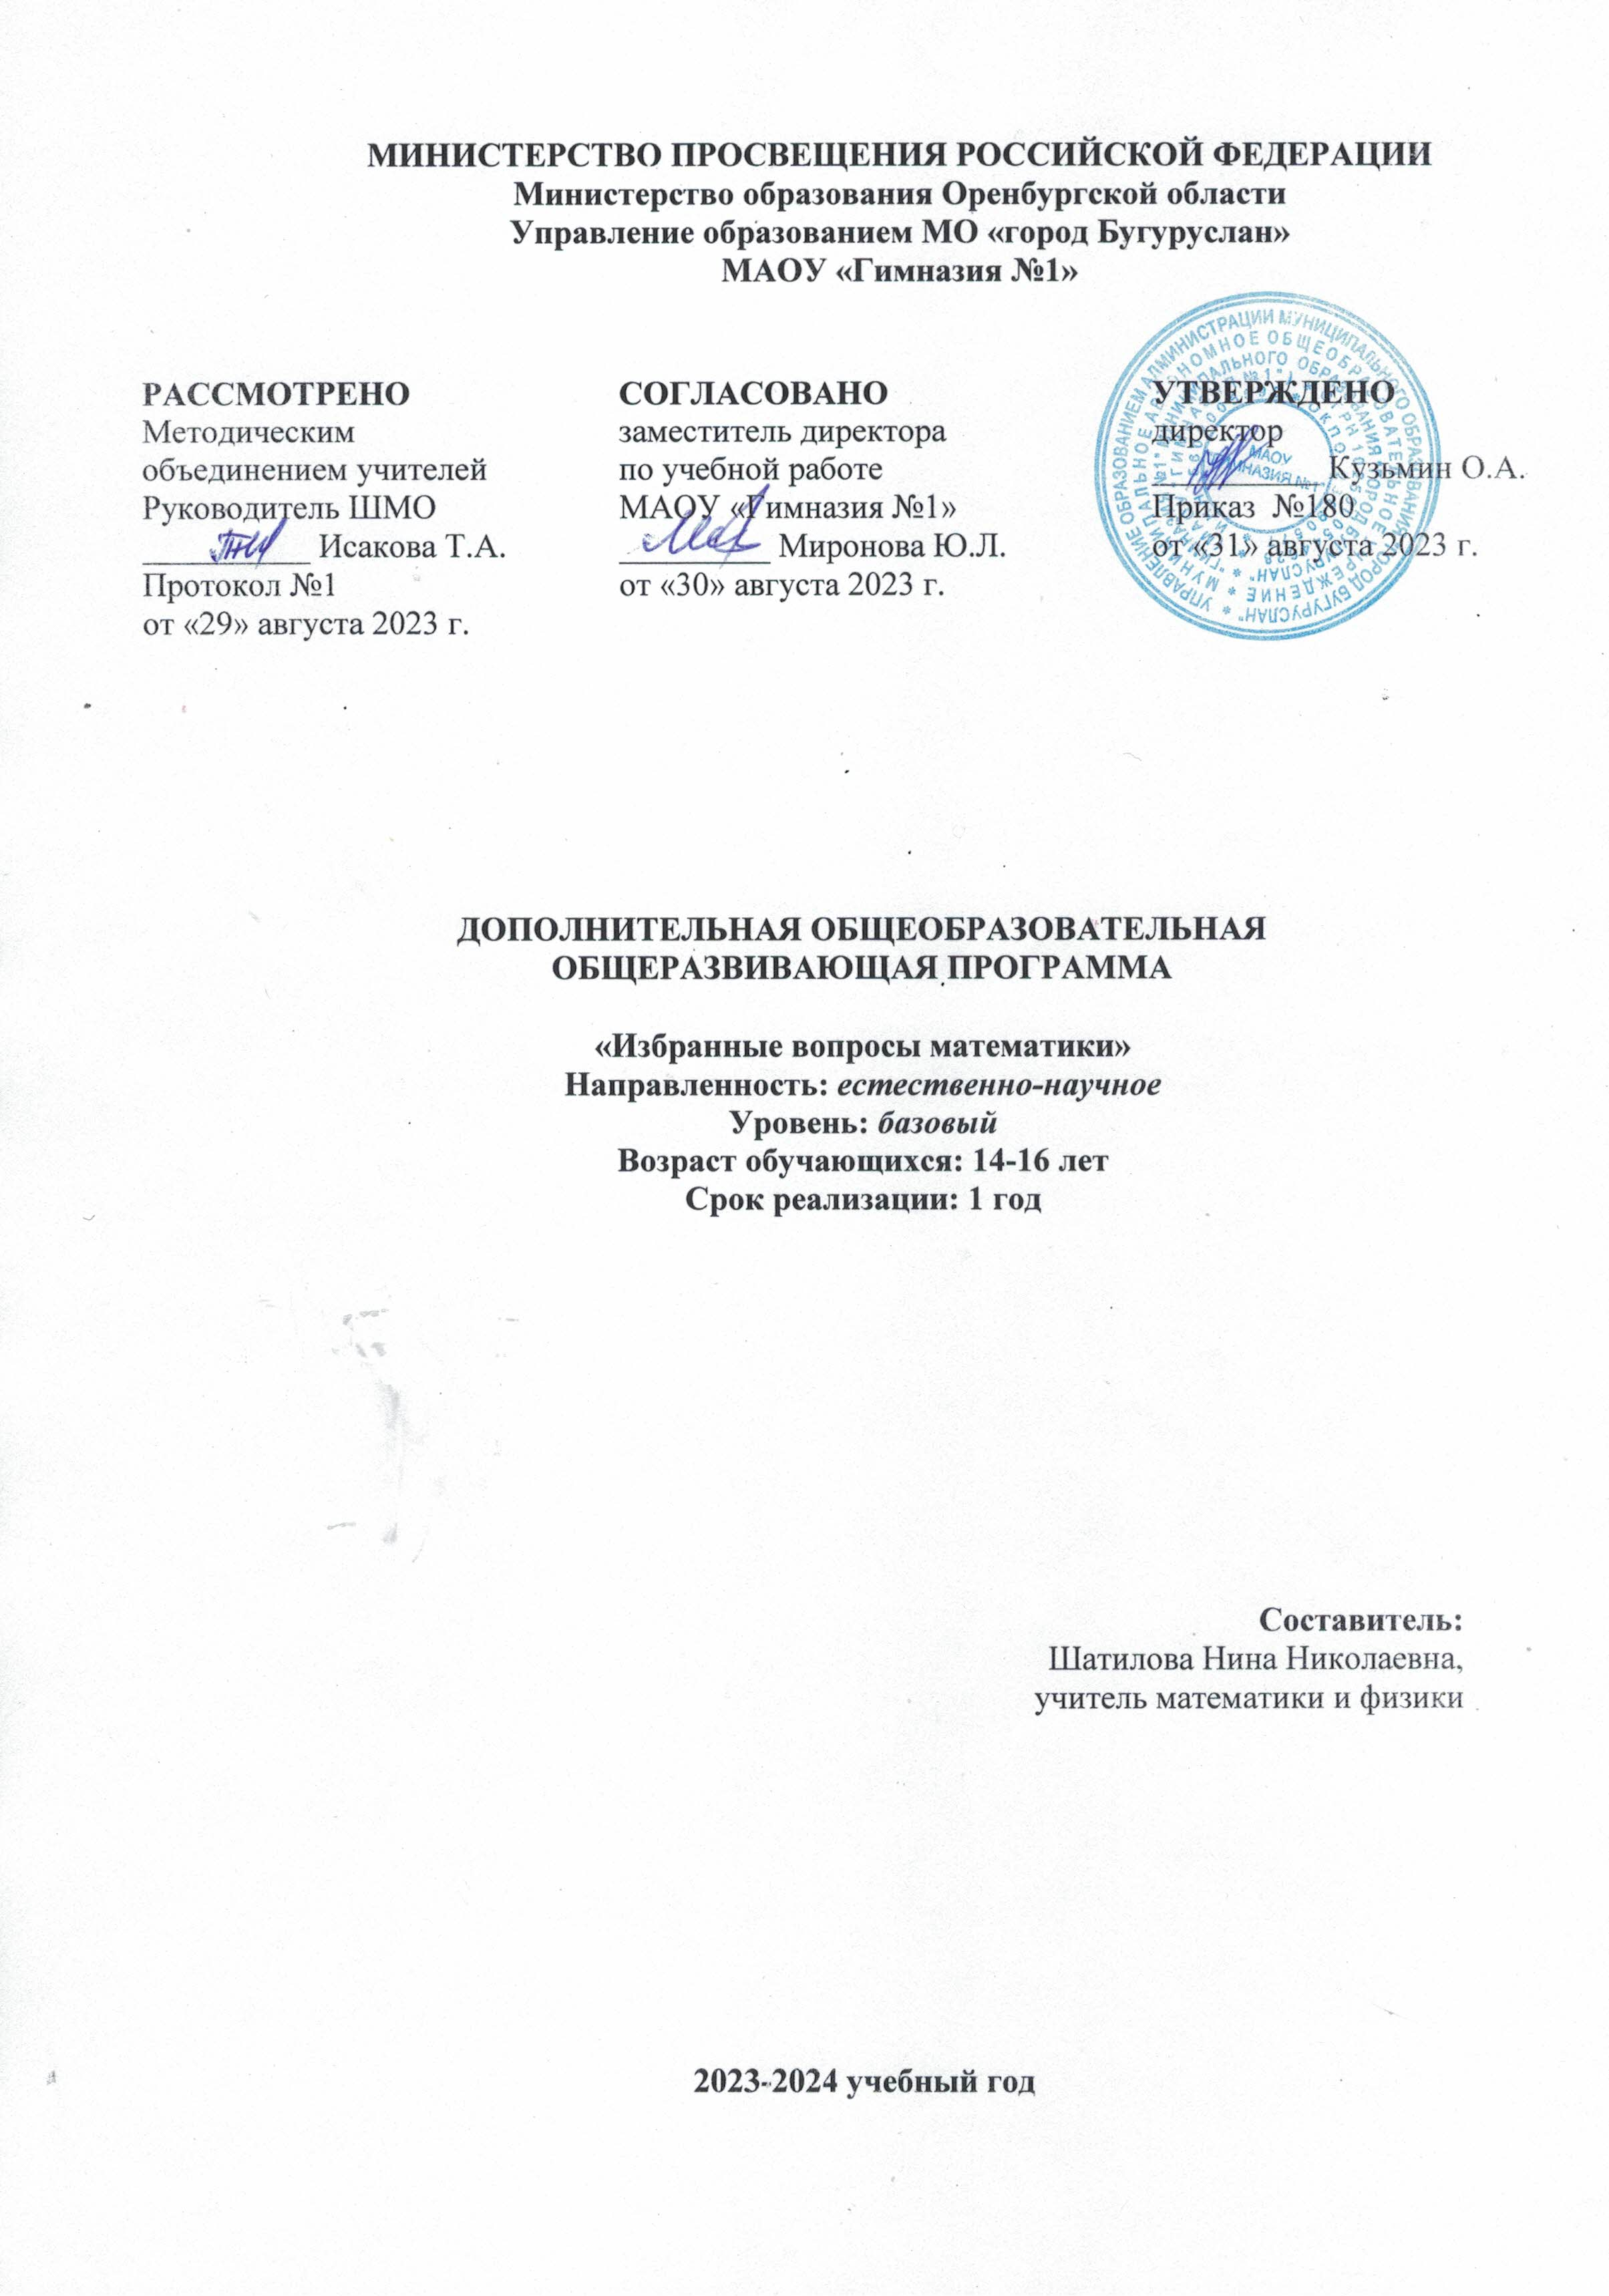 МИНИСТЕРСТВО ПРОСВЕЩЕНИЯ РОССИЙСКОЙ ФЕДЕРАЦИИ
Министерство образования Оренбургской области
Управление образованием МО «город Бугуруслан»
МАОУ «Гимназия №1»
РАССМОТРЕНО
Методическим
объединением учителей
Руководитель ШМО
__________ Исакова Т.А.
Протокол №1
от «29» августа 2023 г.
СОГЛАСОВАНО
заместитель директора
по учебной работе
МАОУ «Гимназия №1»
_________ Миронова Ю.Л.
от «30» августа 2023 г.
УТВЕРЖДЕНО
директор
__________ Кузьмин О.А.
Приказ №180
от «31» августа 2023 г.
МАОУ
ДОПОЛНИТЕЛЬНАЯ ОБЩЕОБРАЗОВАТЕЛЬНАЯ
ОБЩЕРАЗВИВАЮЩАЯ ПРОГРАММА
«Избранные вопросы математики»
Направленность: естественно-научное
Уровень: базовый
Возраст обучающихся: 14-16 лет
Срок реализации: 1 год
Составитель:
Шатилова Нина Николаевна,
учитель математики и физики
2023-2024 учебный год